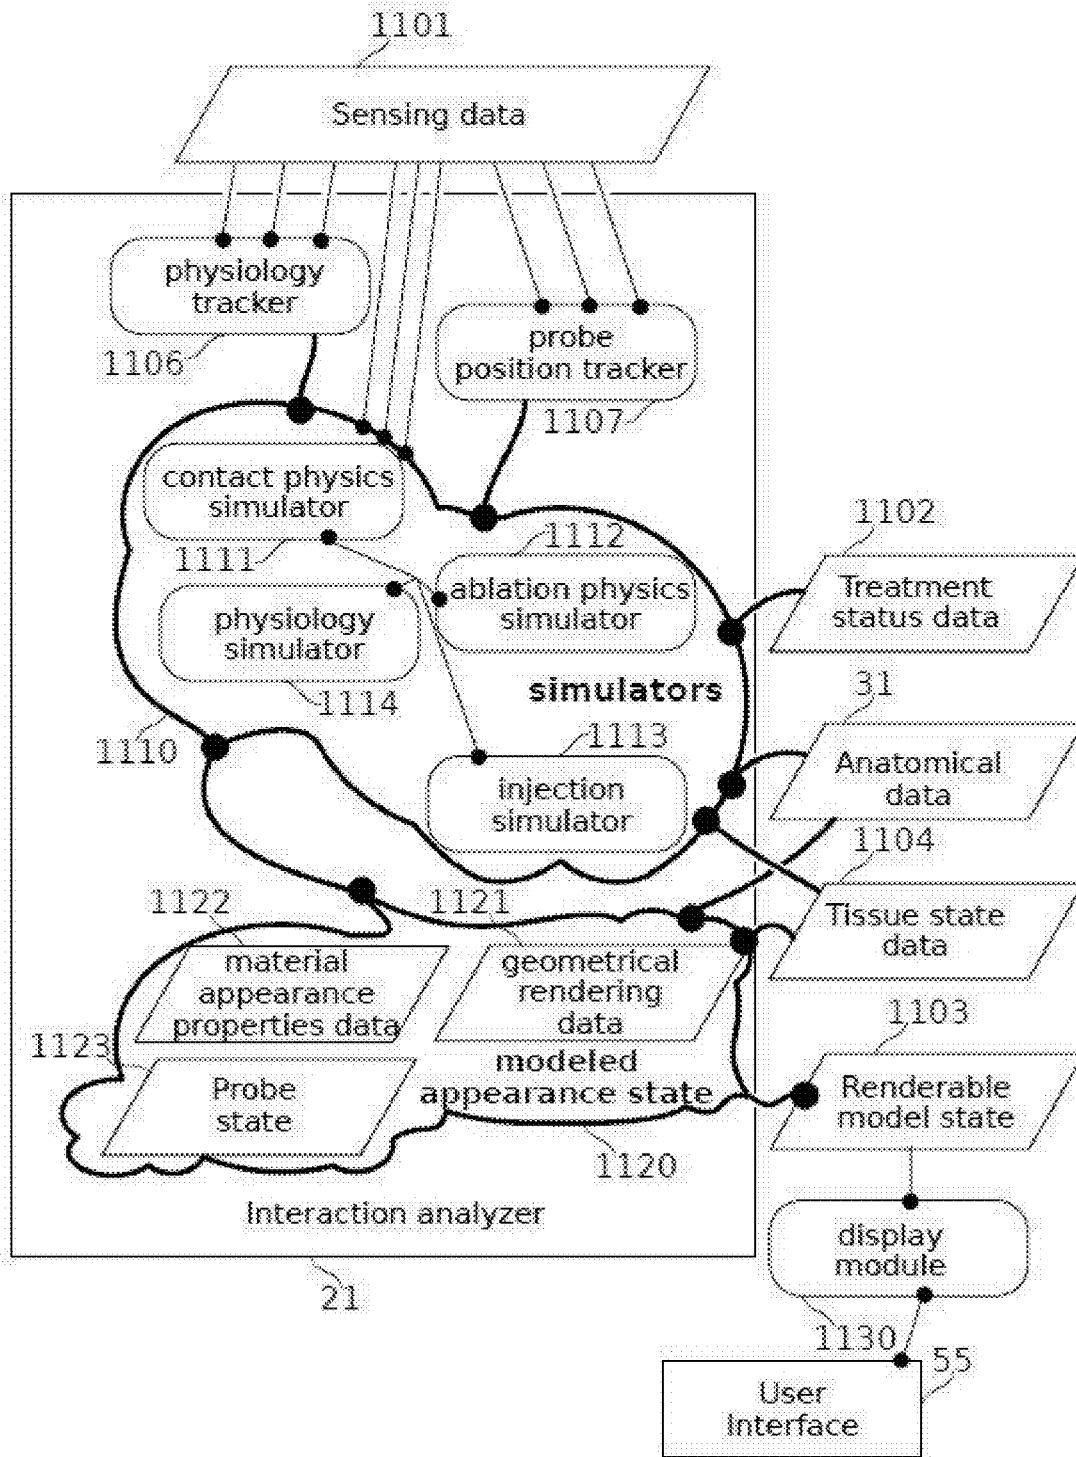 1101
Sensing data
physiology
tracker
1106
probe
position tracker
1107
contact physics
simulator
1111
1112
ablation physics
simulator
physiology
simulator
1114
simulators
1110
1113
injection
simulator
1102
Treatment
status data
31
Anatomical
data
1104
Tissue state
data
1122
1121
material
appearance
properties data
geometrical
rendering
data
1123
Probe
state
modeled
appearance state
1120
1103
Renderable
model state
Interaction analyzer
21
display
module
1130
55
User
Interface